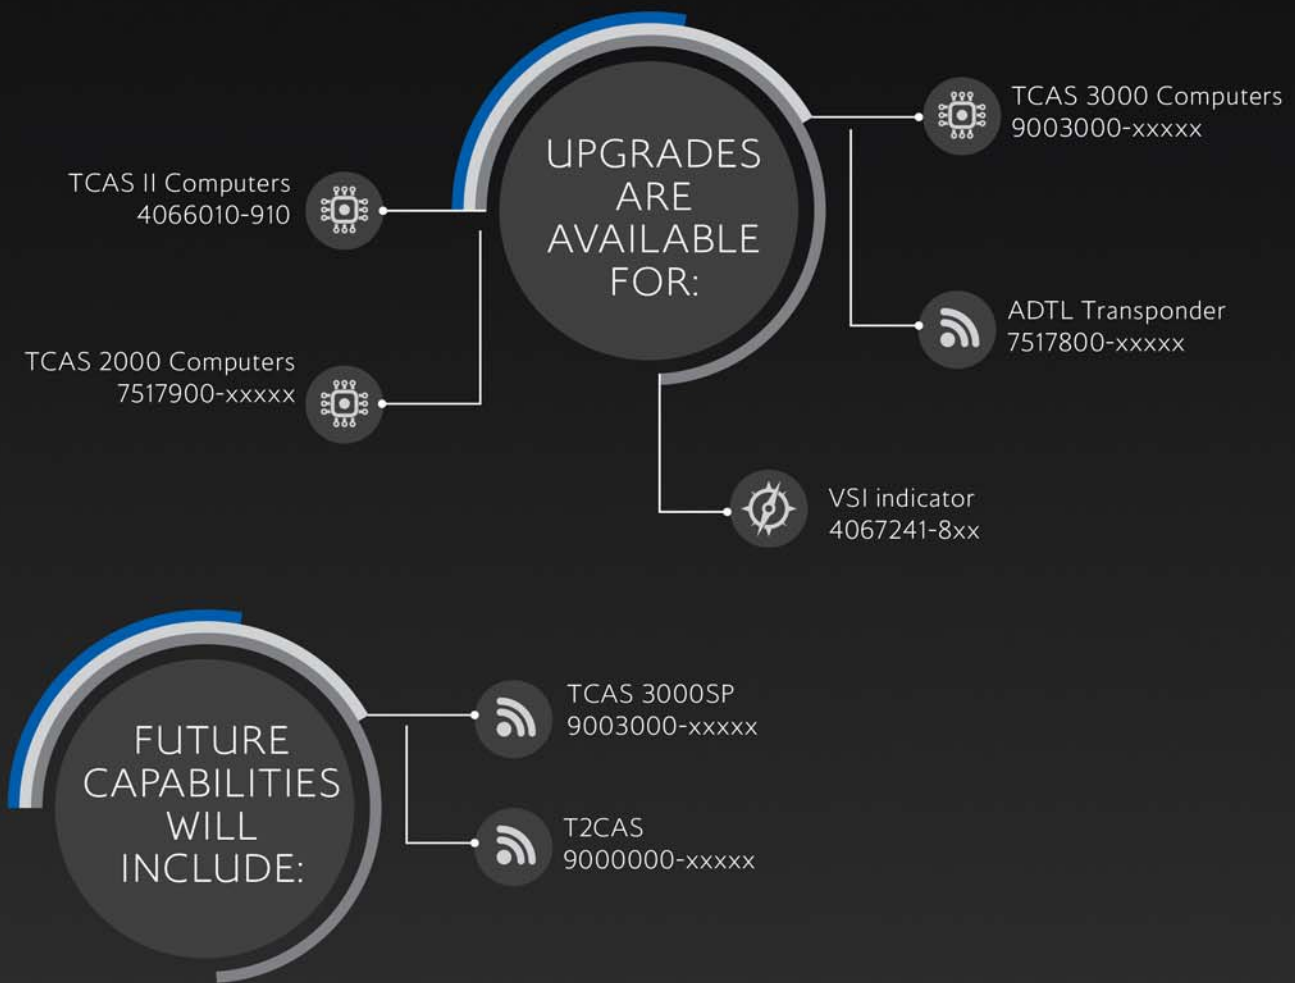 UPGRADES
ARE
AVAILABLE
FOR:
TCAS II Computers
4066010-910
TCAS 2000 Computers
7517900-xxxxx
TCAS 3000 Computers
9003000-xxxxx
ADTL Transponder
7517800-xxxxx
VSI indicator
4067241-8xx
FUTURE
CAPABILITIES
WILL
INCLUDE:
TCAS 3000SP
9003000-xxxxx
T2CAS
9000000-xxxxx